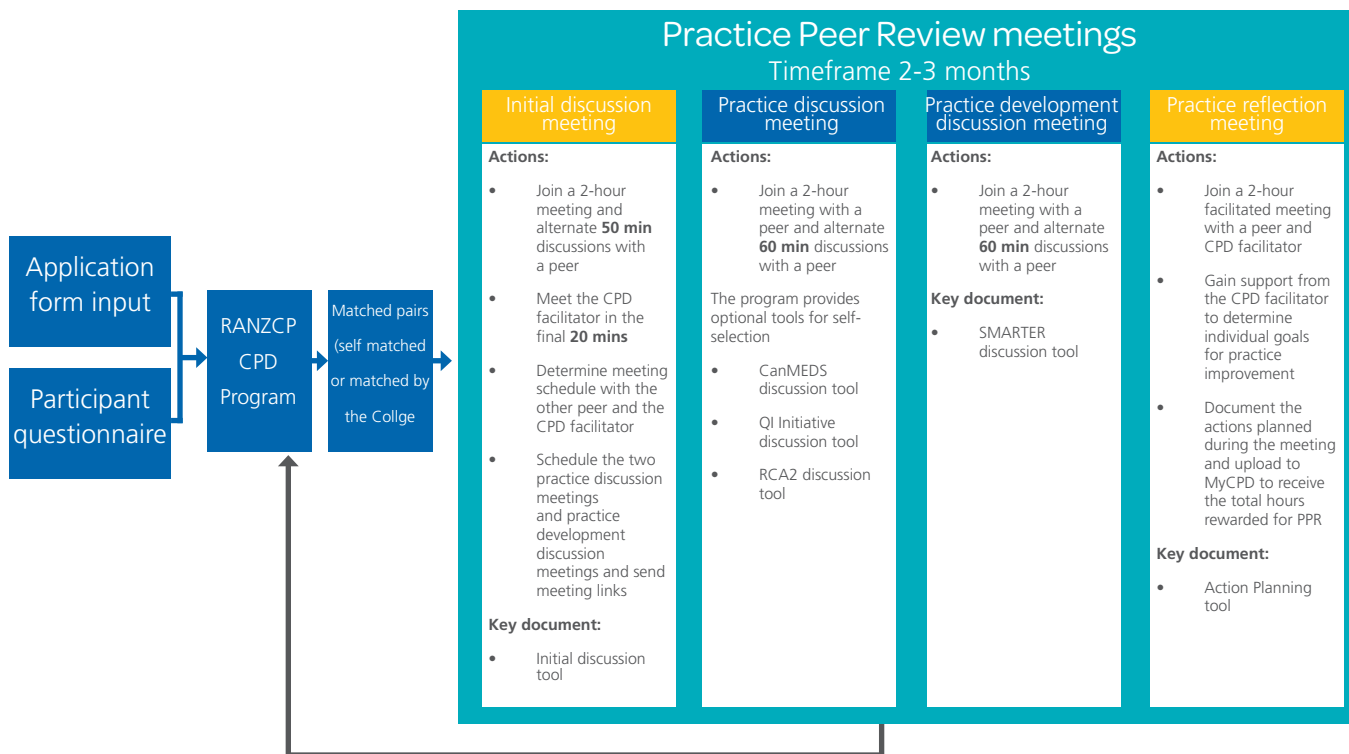 Application
form input
Participant
questionnaire
RANZCP
CPD
Program
Matched pairs
(self matched
or matched by
the Collge
Practice Peer Review meetings
Timeframe 2-3 months
Initial discussion
meeting
Actions:
• Join a 2-hour
meeting and
alternate 50 min
discussions with
a peer
• Meet the CPD
facilitator in the
final 20 mins
• Determine meeting
schedule with the
other peer and the
CPD facilitator
• Schedule the two
practice discussion
meetings
and practice
development
discussion
meetings and send
meeting links
Key document:
• Initial discussion
tool
Practice discussion
meeting
Actions:
• Join a 2-hour
meeting with a
peer and alternate
60 min discussions
with a peer
The program provides
optional tools for self-
selection
• CanMEDS
discussion tool
• QI Initiative
discussion tool
• RCA2 discussion
tool
Practice development
discussion meeting
Actions:
• Join a 2-hour
meeting with a
peer and alternate
60 min discussions
with a peer
Key document:
• SMARTER
discussion tool
Practice reflection
meeting
Actions:
• Join a 2-hour
facilitated meeting
with a peer and
CPD facilitator
• Gain support from
the CPD facilitator
to determine
individual goals
for practice
improvement
• Document the
actions planned
during the meeting
and upload to
MyCPD to receive
the total hours
rewarded for PPR
Key document:
• Action Planning
tool